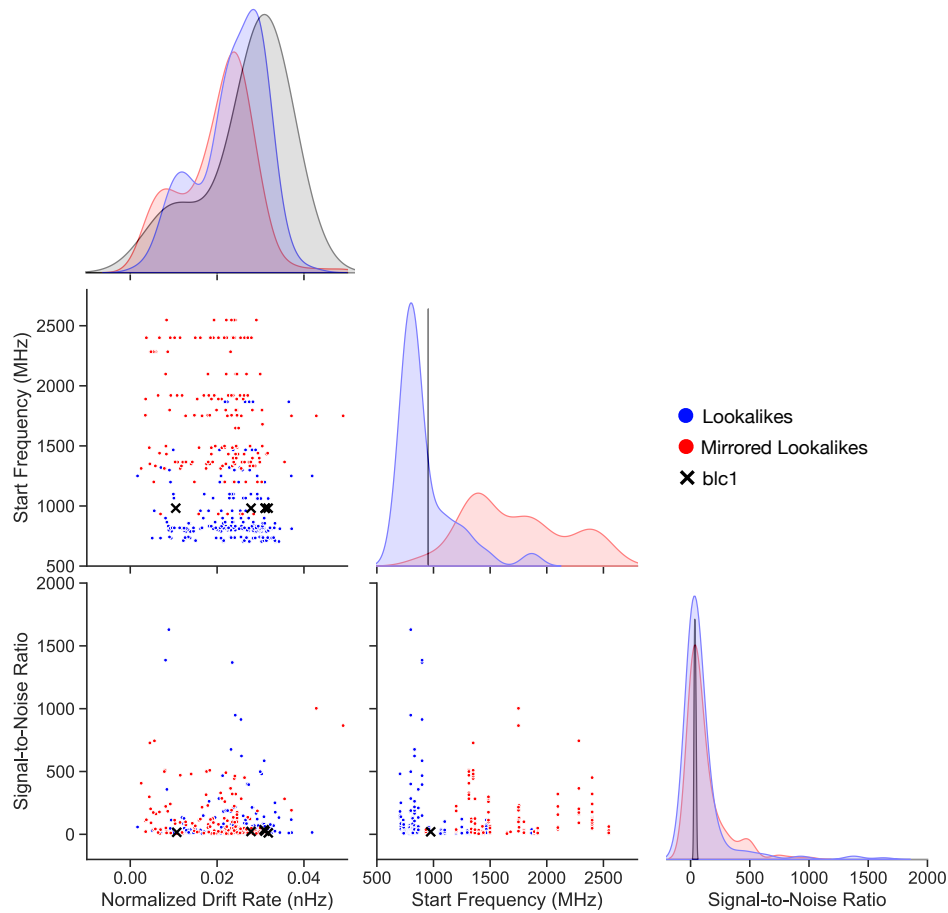 Start Frequency (MHz)
2500
2000
1500
1000
500
Lookalikes
Mirrored Lookalikes
blc1
Signal-to-Noise Ratio
2000
1500
1000
500
0
0.00 0.02 0.04
Normalized Drift Rate (nHz)
500 1000 1500 2000 2500
Start Frequency (MHz)
0 500 1000 1500 2000
Signal-to-Noise Ratio